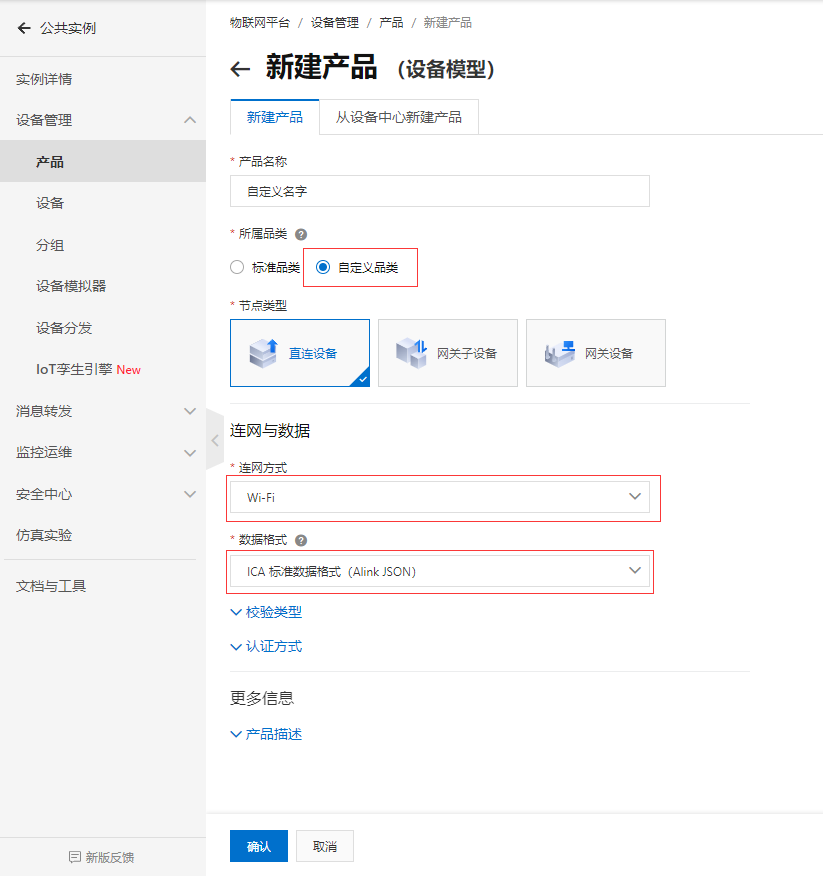 公共实例
实例详情
设备管理
产品
设备
分组
设备模拟器
设备分发
IoT孪生引擎 New
消息转发
监控运维
安全中心
仿真实验
文档与工具
新版反馈
物联网平台 / 设备管理 / 产品 / 新建产品
新建产品 （设备模型）
新建产品 从设备中心新建产品
* 产品名称
自定义名字
* 所属品类 ?
标准品类 自定义品类
* 节点类型
直连设备 网关子设备 网关设备
连网与数据
* 连网方式
Wi-Fi
* 数据格式 ?
ICA 标准数据格式（Alink JSON）
校验类型
认证方式
更多信息
产品描述
确认 取消